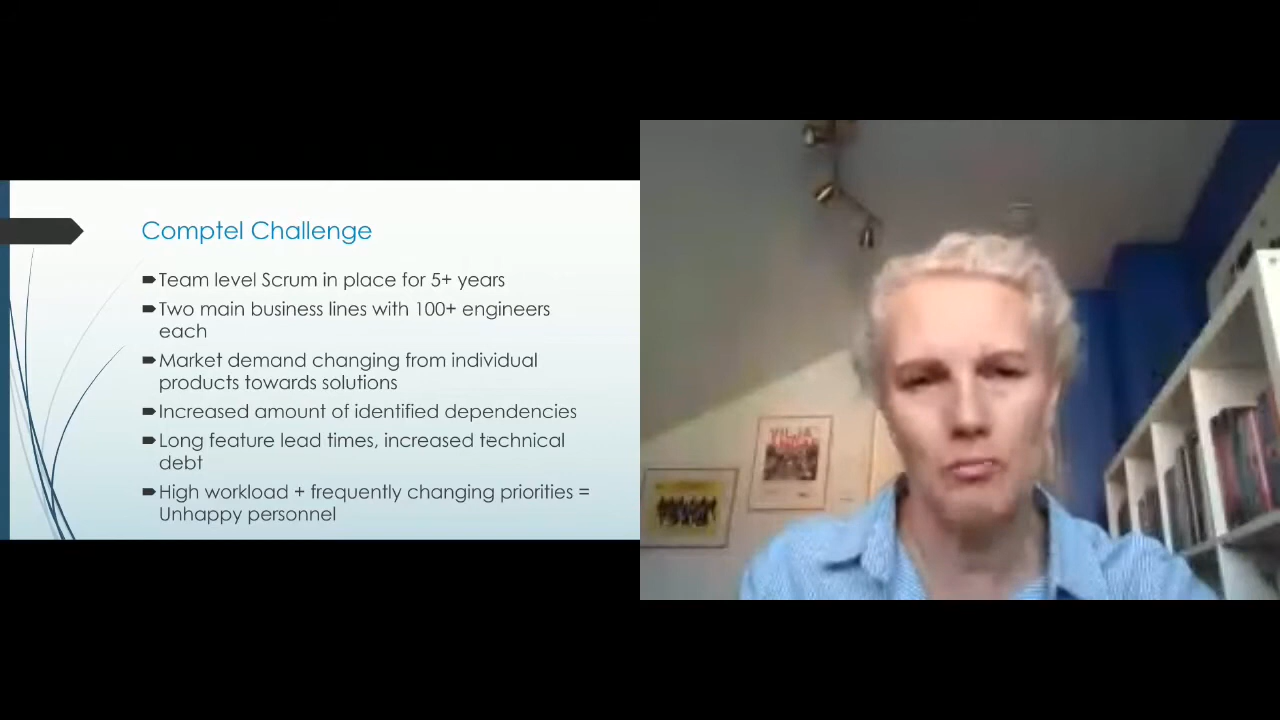 Comptel Challenge
Team level Scrum in place for 5+ years
Two main business lines with 100+ engineers
each
Market demand changing from individual
products towards solutions
Increased amount of identified dependencies
Long feature lead times, increased technical
debt
High workload + frequently changing priorities =
Unhappy personnel